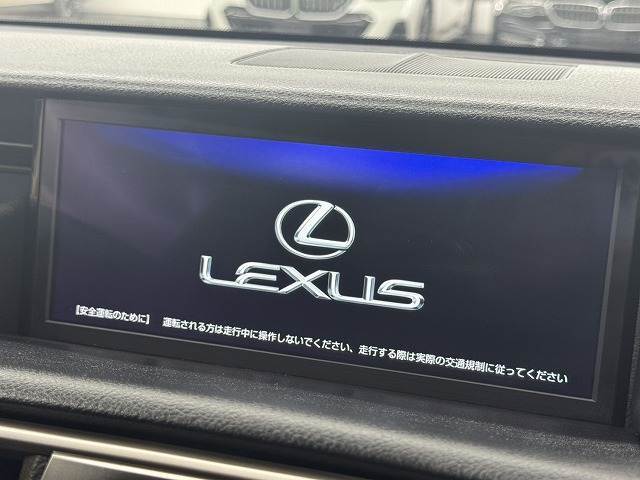 LEXUS
【安全運転のために】 運転される方は走行中に操作しないでください、走行する際は実際の交通規制に従ってください